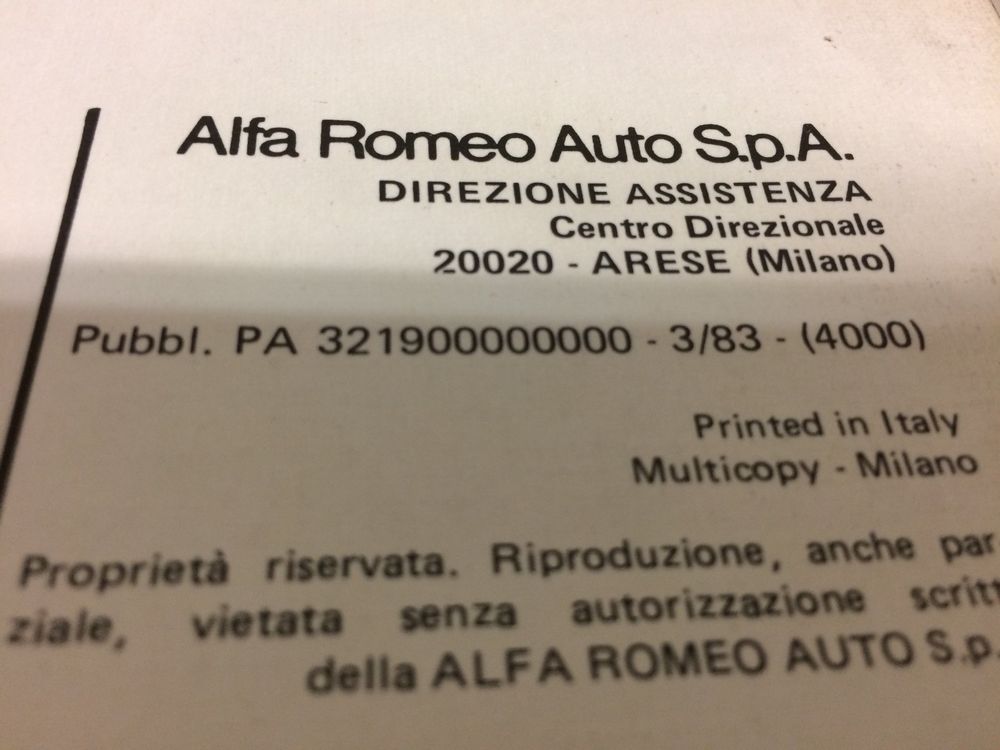 Alfa Romeo Auto S.p.A.
DIREZIONE ASSISTENZA
Centro Direzionale
20020 - ARESE (Milano)
Pubbl. PA 321900000000 - 3/83 - (4000)
Printed in Italy
Multicopy - Milano
Proprietà riservata. Riproduzione, anche par
ziale, vietata senza autorizzazione scritt
della ALFA ROMEO AUTO S.p.